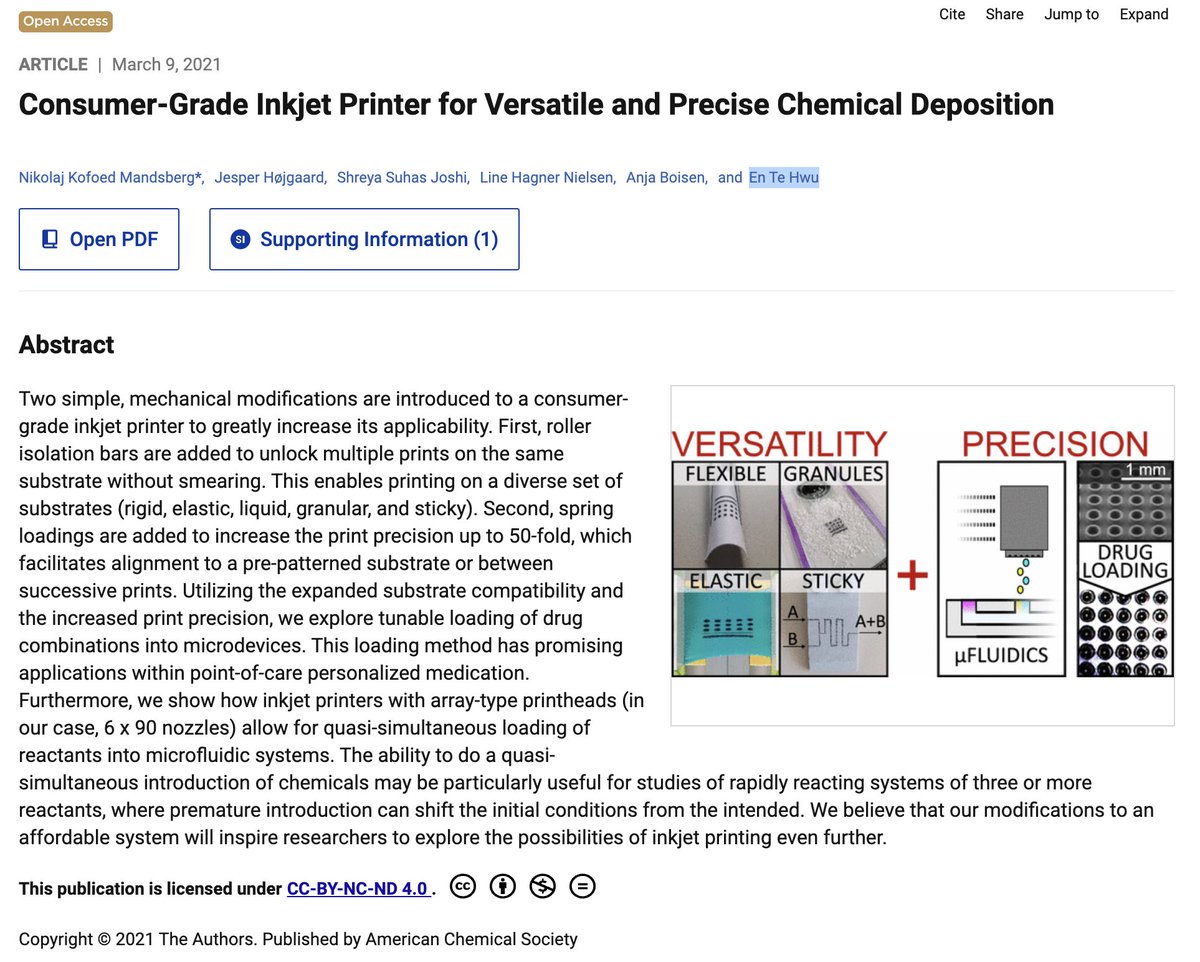 Open Access
Cite Share Jump to Expand
ARTICLE | March 9, 2021
Consumer-Grade Inkjet Printer for Versatile and Precise Chemical Deposition
Nikolaj Kofoed Mandsberg*, Jesper Højgaard, Shreya Suhas Joshi, Line Hagner Nielsen, Anja Boisen, and En Te Hwu
Open PDF
SI Supporting Information (1)
Abstract
Two simple, mechanical modifications are introduced to a consumer-
grade inkjet printer to greatly increase its applicability. First, roller
isolation bars are added to unlock multiple prints on the same
substrate without smearing. This enables printing on a diverse set of
substrates (rigid, elastic, liquid, granular, and sticky). Second, spring
loadings are added to increase the print precision up to 50-fold, which
facilitates alignment to a pre-patterned substrate or between
successive prints. Utilizing the expanded substrate compatibility and
the increased print precision, we explore tunable loading of drug
combinations into microdevices. This loading method has promising
applications within point-of-care personalized medication.
Furthermore, we show how inkjet printers with array-type printheads (in
our case, 6 x 90 nozzles) allow for quasi-simultaneous loading of
reactants into microfluidic systems. The ability to do a quasi-
simultaneous introduction of chemicals may be particularly useful for studies of rapidly reacting systems of three or more
reactants, where premature introduction can shift the initial conditions from the intended. We believe that our modifications to an
affordable system will inspire researchers to explore the possibilities of inkjet printing even further.
VERSATILITY
FLEXIBLE
GRANULES
ELASTIC
STICKY
A
B
A+B
+
PRECISION
µFLUIDICS
1 mm
DRUG
LOADING
This publication is licensed under CC-BY-NC-ND 4.0 .
cc
Copyright © 2021 The Authors. Published by American Chemical Society